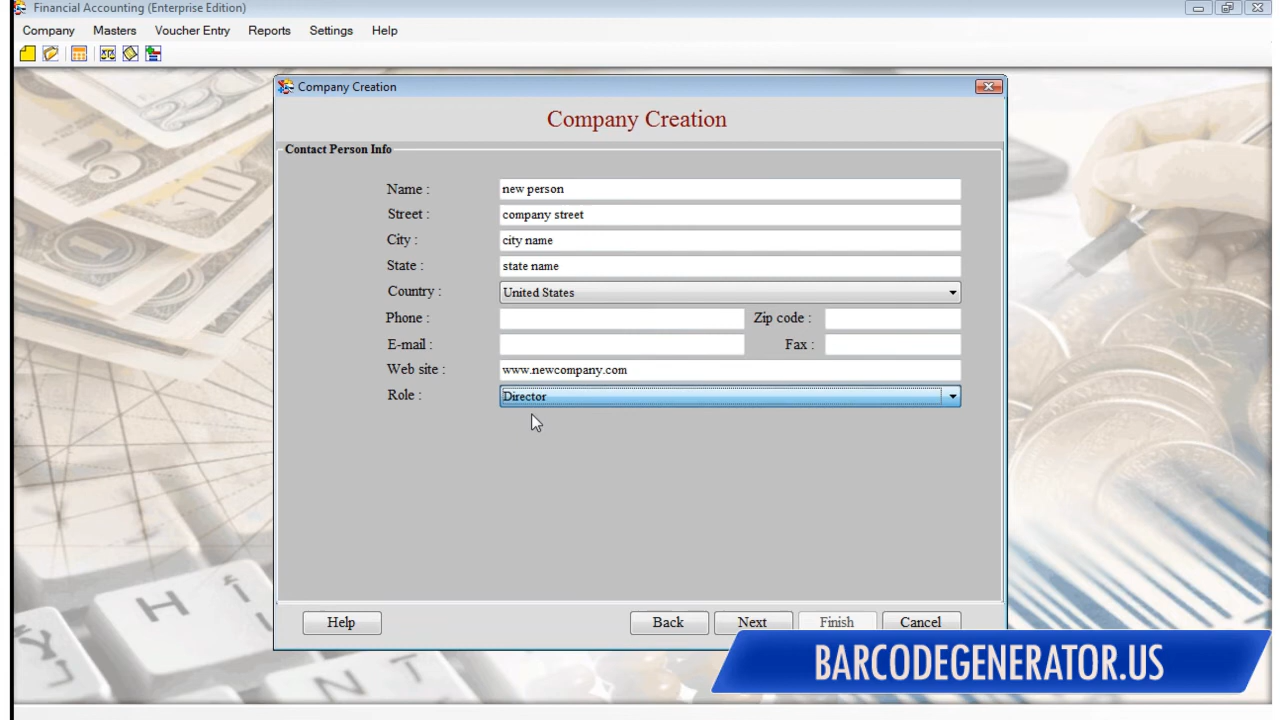 Financial Accounting (Enterprise Edition)
Company Masters Voucher Entry Reports Settings Help
Company Creation
Company Creation
Contact Person Info
Name : new person
Street : company street
City : city name
State : state name
Country : United States
Phone : Zip code :
E-mail : Fax :
Web site : www.newcompany.com
Role : Director
Help Back Next Finish Cancel
BARCODEGENERATOR.US